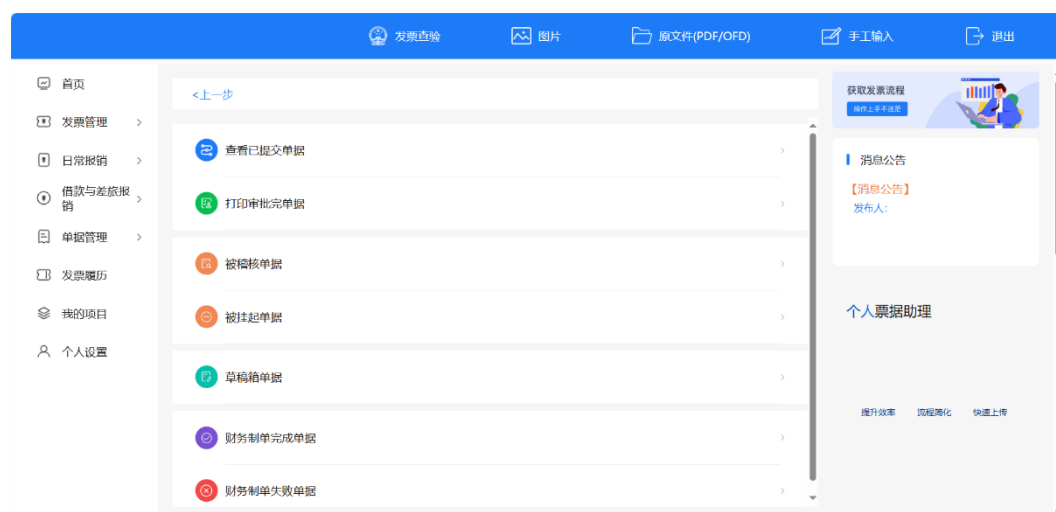 发票查验
图片
原文件(PDF/OFD)
手工输入
退出
首页
发票管理
日常报销
借款与差旅报
销
单据管理
发票履历
我的项目
个人设置
<上一步
查看已提交单据
打印审批完单据
被稽核单据
被挂起单据
草稿箱单据
财务制单完成单据
财务制单失败单据
获取发票流程
操作上手不迷茫
消息公告
【消息公告】
发布人:
个人票据助理
提升效率
流程简化
快速上传